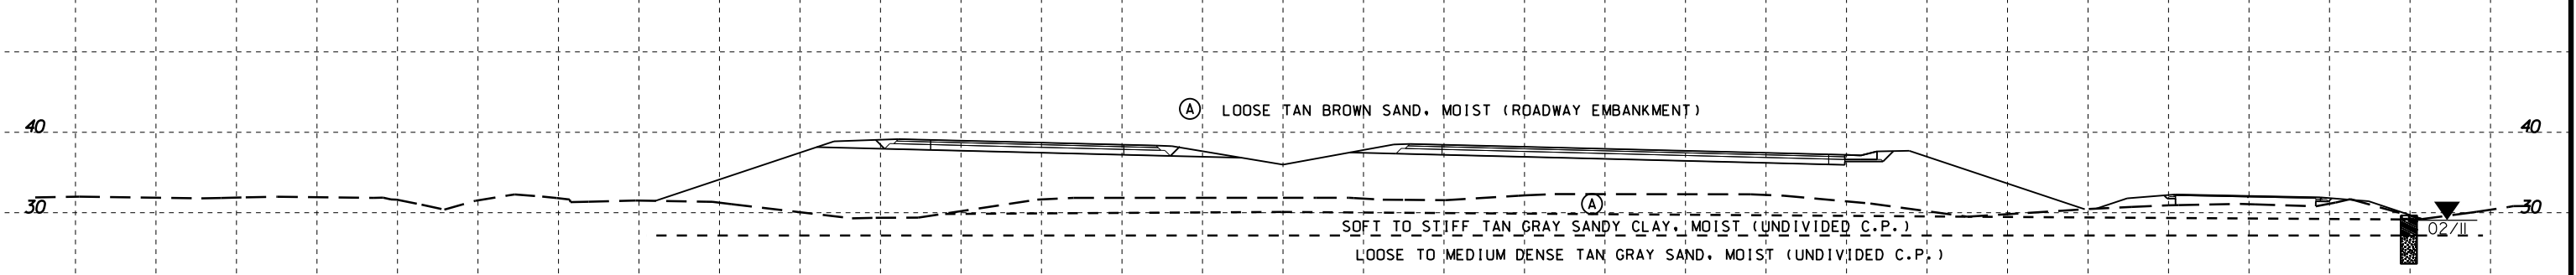 Ⓐ LOOSE TAN BROWN SAND, MOIST (ROADWAY EMBANKMENT)
40 40
30 Ⓐ 30
SOFT TO STIFF TAN GRAY SANDY CLAY, MOIST (UNDIVIDED C.P.) 02/11
LOOSE TO MEDIUM DENSE TAN GRAY SAND, MOIST (UNDIVIDED C.P.)